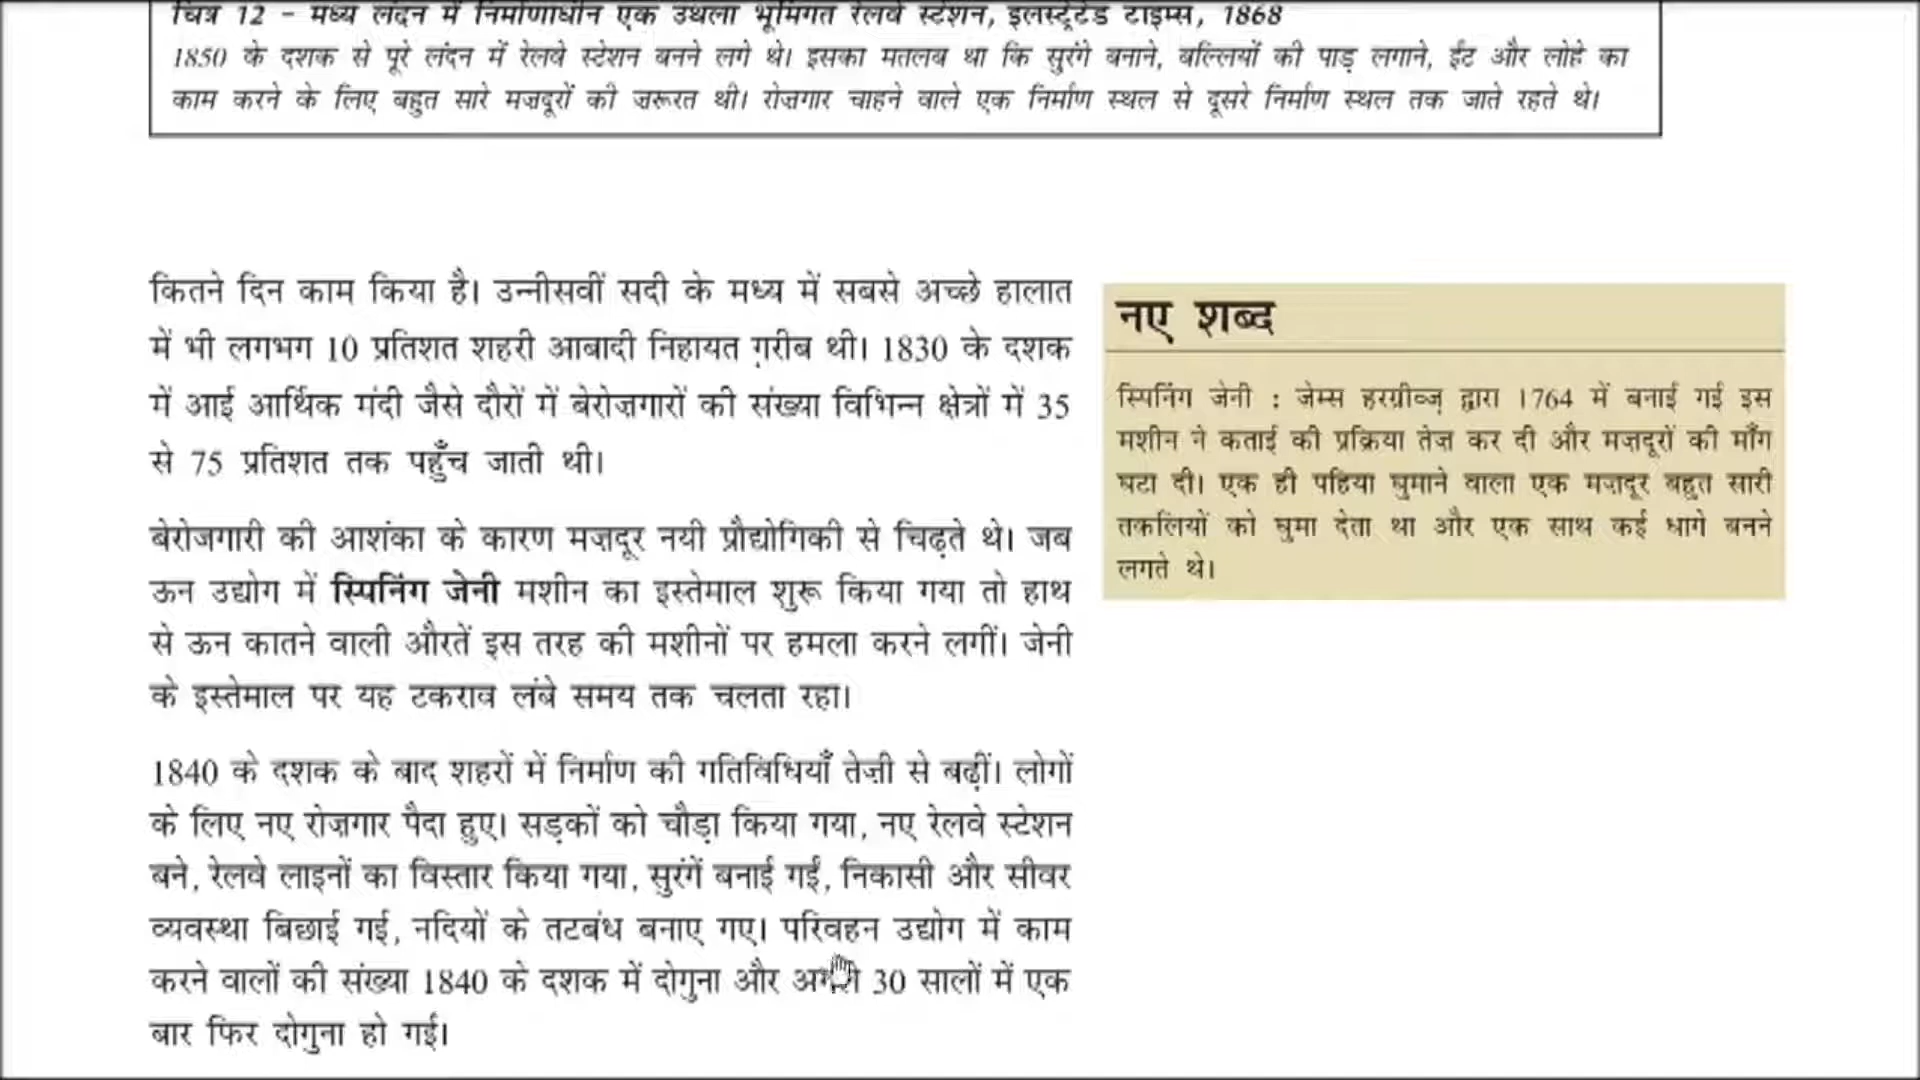 चित्र 12 – मध्य लंदन में निर्माणाधीन एक उथला भूमिगत रेलवे स्टेशन, इलस्ट्रेटेड टाइम्स, 1868
1850 के दशक से पूरे लंदन में रेलवे स्टेशन बनने लगे थे। इसका मतलब था कि सुरंगे बनाने, बल्लियों की पाड़ लगाने, ईंट और लोहे का
काम करने के लिए बहुत सारे मज़दूरों की ज़रूरत थी। रोज़गार चाहने वाले एक निर्माण स्थल से दूसरे निर्माण स्थल तक जाते रहते थे।
कितने दिन काम किया है। उन्नीसवीं सदी के मध्य में सबसे अच्छे हालात
में भी लगभग 10 प्रतिशत शहरी आबादी निहायत ग़रीब थी। 1830 के दशक
में आई आर्थिक मंदी जैसे दौरों में बेरोज़गारों की संख्या विभिन्न क्षेत्रों में 35
से 75 प्रतिशत तक पहुँच जाती थी।
बेरोजगारी की आशंका के कारण मज़दूर नयी प्रौद्योगिकी से चिढ़ते थे। जब
ऊन उद्योग में स्पिनिंग जेनी मशीन का इस्तेमाल शुरू किया गया तो हाथ
से ऊन कातने वाली औरतें इस तरह की मशीनों पर हमला करने लगीं। जेनी
के इस्तेमाल पर यह टकराव लंबे समय तक चलता रहा।
1840 के दशक के बाद शहरों में निर्माण की गतिविधियाँ तेज़ी से बढ़ीं। लोगों
के लिए नए रोज़गार पैदा हुए। सड़कों को चौड़ा किया गया, नए रेलवे स्टेशन
बने, रेलवे लाइनों का विस्तार किया गया, सुरंगें बनाई गईं, निकासी और सीवर
व्यवस्था बिछाई गई, नदियों के तटबंध बनाए गए। परिवहन उद्योग में काम
करने वालों की संख्या 1840 के दशक में दोगुना और अगले 30 सालों में एक
बार फिर दोगुना हो गई।
नए शब्द
स्पिनिंग जेनी : जेम्स हरग्रीव्ज़ द्वारा 1764 में बनाई गई इस
मशीन ने कताई की प्रक्रिया तेज़ कर दी और मज़दूरों की माँग
घटा दी। एक ही पहिया घुमाने वाला एक मज़दूर बहुत सारी
तकलियों को घुमा देता था और एक साथ कई धागे बनने
लगते थे।